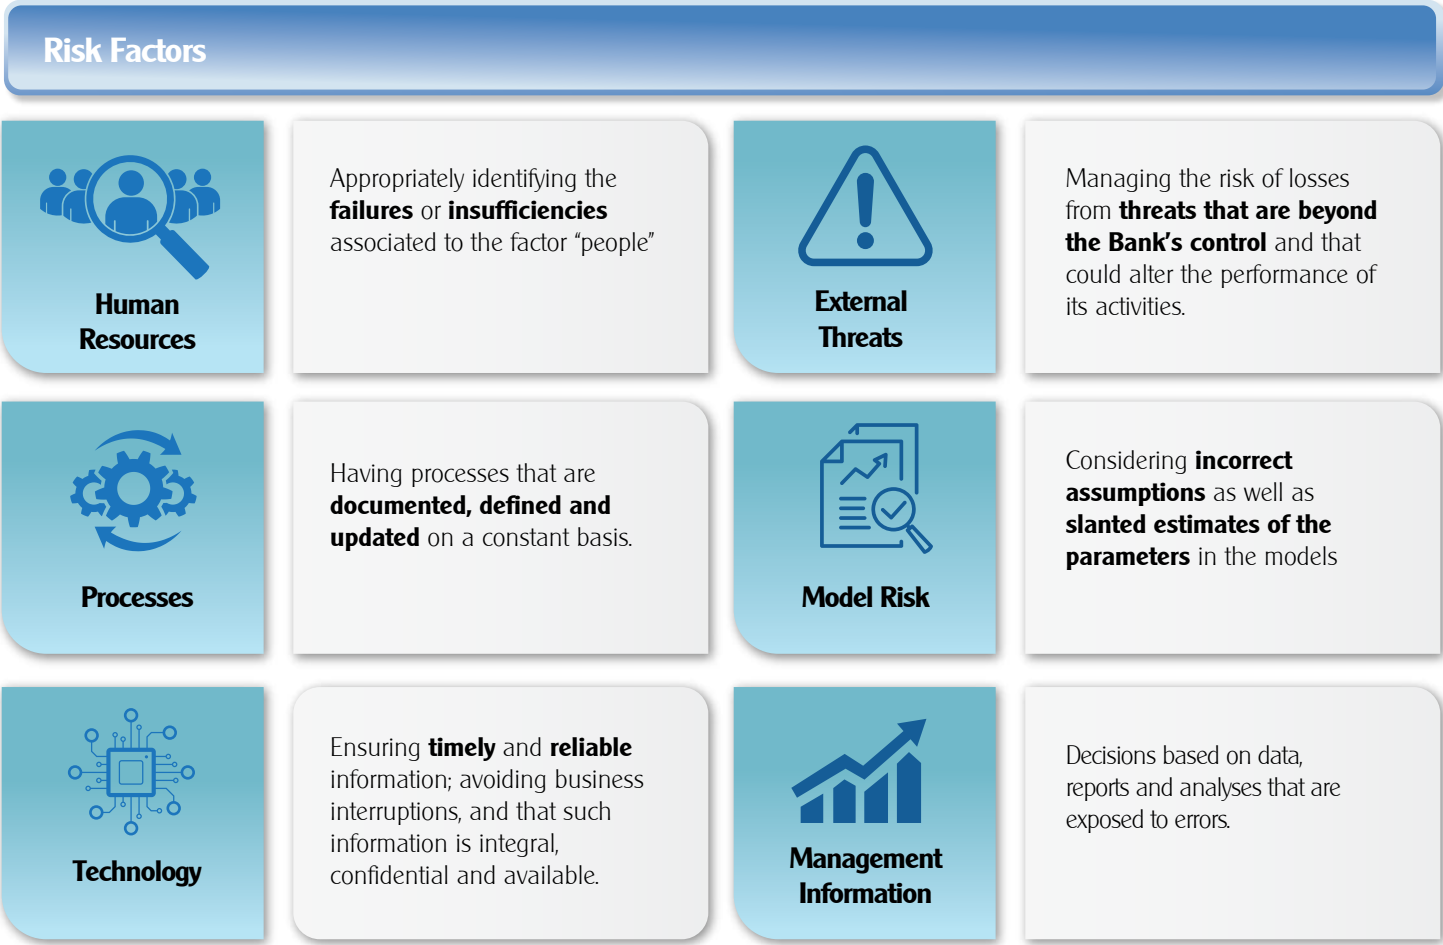 Risk Factors
Human
Resources
Appropriately identifying the
failures or insufficiencies
associated to the factor “people”
External
Threats
Managing the risk of losses
from threats that are beyond
the Bank’s control and that
could alter the performance of
its activities.
Processes
Having processes that are
documented, defined and
updated on a constant basis.
Model Risk
Considering incorrect
assumptions as well as
slanted estimates of the
parameters in the models
Technology
Ensuring timely and reliable
information; avoiding business
interruptions, and that such
information is integral,
confidential and available.
Management
Information
Decisions based on data,
reports and analyses that are
exposed to errors.